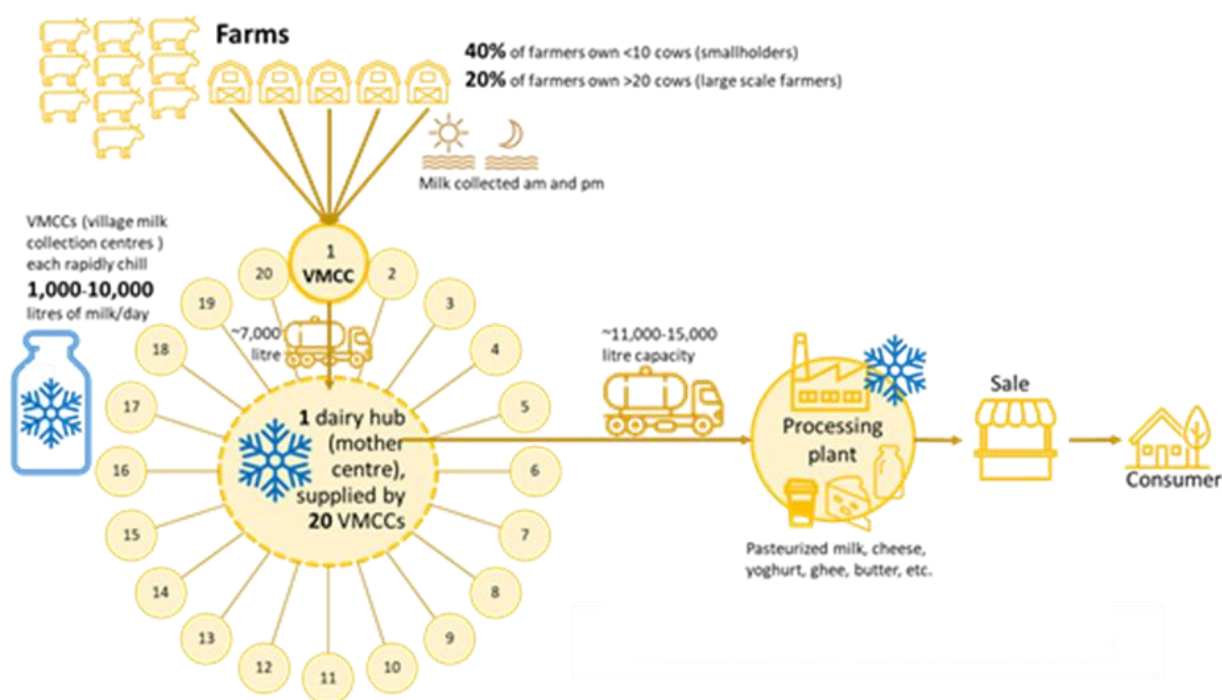 Farms
40% of farmers own <10 cows (smallholders)
20% of farmers own >20 cows (large scale farmers)
Milk collected am and pm
VMCCs (village milk
collection centres )
each rapidly chill
1,000-10,000
litres of milk/day
1
VMCC
2
3
4
5
6
7
8
9
10
11
12
13
14
15
16
17
18
19
20
~7,000
litre
1 dairy hub
(mother
centre),
supplied by
20 VMCCs
~11,000-15,000
litre capacity
Processing
plant
Pasteurized milk, cheese,
yoghurt, ghee, butter, etc.
Sale
Consumer